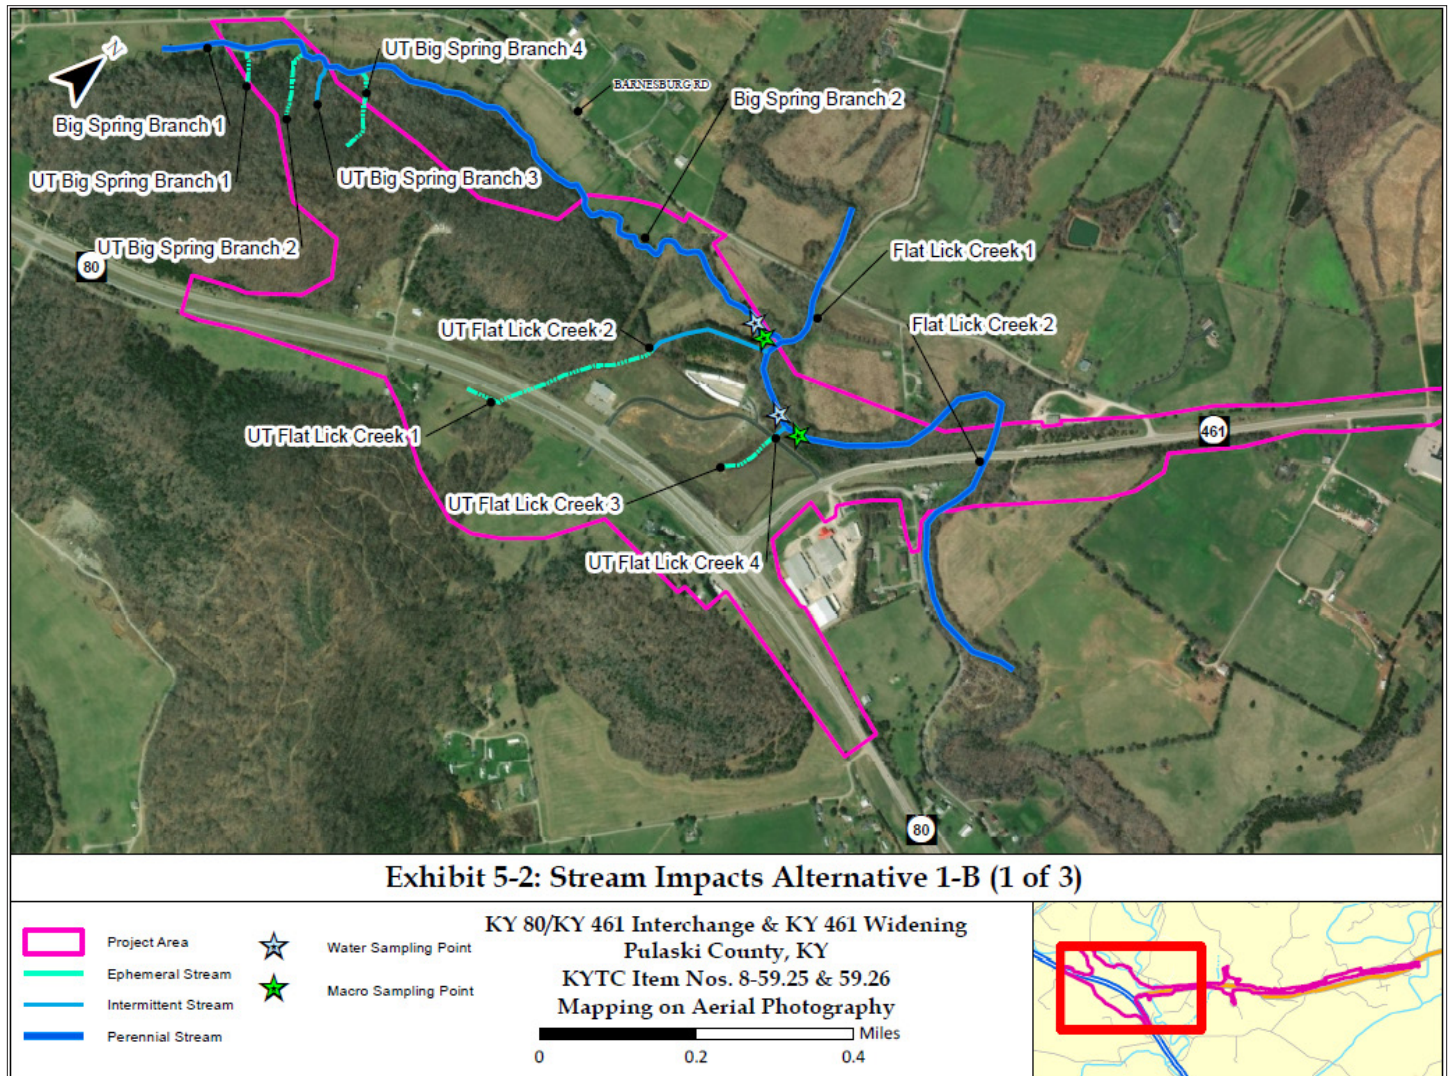 N
UT Big Spring Branch 4
BARNESBURG RD
Big Spring Branch 2
Big Spring Branch 1
UT Big Spring Branch 1
UT Big Spring Branch 3
UT Big Spring Branch 2
80
Flat Lick Creek 1
UT Flat Lick Creek 2
Flat Lick Creek 2
UT Flat Lick Creek 1
461
UT Flat Lick Creek 3
UT Flat Lick Creek 4
80
Exhibit 5-2: Stream Impacts Alternative 1-B (1 of 3)
Project Area
Ephemeral Stream
Intermittent Stream
Perennial Stream
Water Sampling Point
Macro Sampling Point
KY 80/KY 461 Interchange & KY 461 Widening
Pulaski County, KY
KYTC Item Nos. 8-59.25 & 59.26
Mapping on Aerial Photography
Miles
0 0.2 0.4